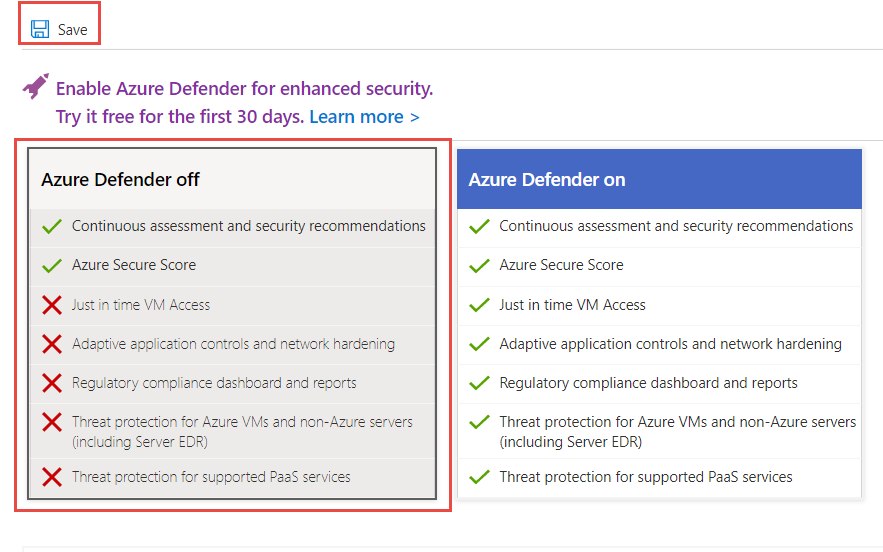 Save
Enable Azure Defender for enhanced security.
Try it free for the first 30 days. Learn more >
Azure Defender off
Continuous assessment and security recommendations
Azure Secure Score
Just in time VM Access
Adaptive application controls and network hardening
Regulatory compliance dashboard and reports
Threat protection for Azure VMs and non-Azure servers
(including Server EDR)
Threat protection for supported PaaS services
Azure Defender on
Continuous assessment and security recommendations
Azure Secure Score
Just in time VM Access
Adaptive application controls and network hardening
Regulatory compliance dashboard and reports
Threat protection for Azure VMs and non-Azure servers
(including Server EDR)
Threat protection for supported PaaS services